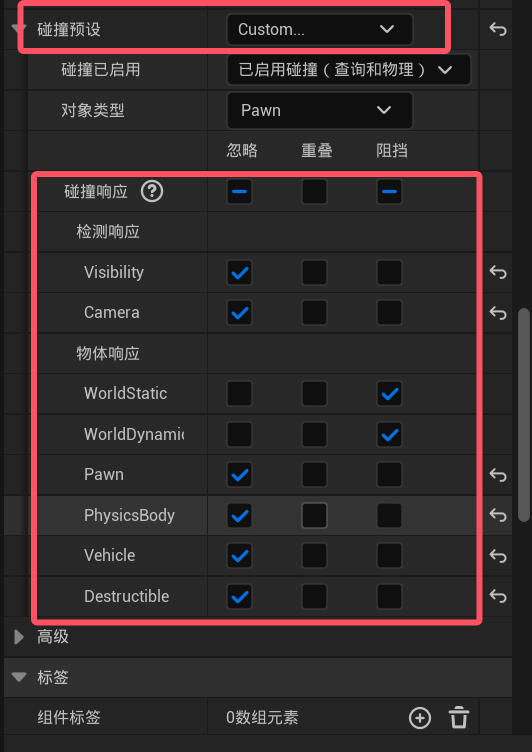 碰撞预设 Custom...
碰撞已启用 已启用碰撞（查询和物理）
对象类型 Pawn
忽略 重叠 阻挡
碰撞响应 ?
检测响应
Visibility
Camera
物体响应
WorldStatic
WorldDynami
Pawn
PhysicsBody
Vehicle
Destructible
高级
标签
组件标签 0数组元素